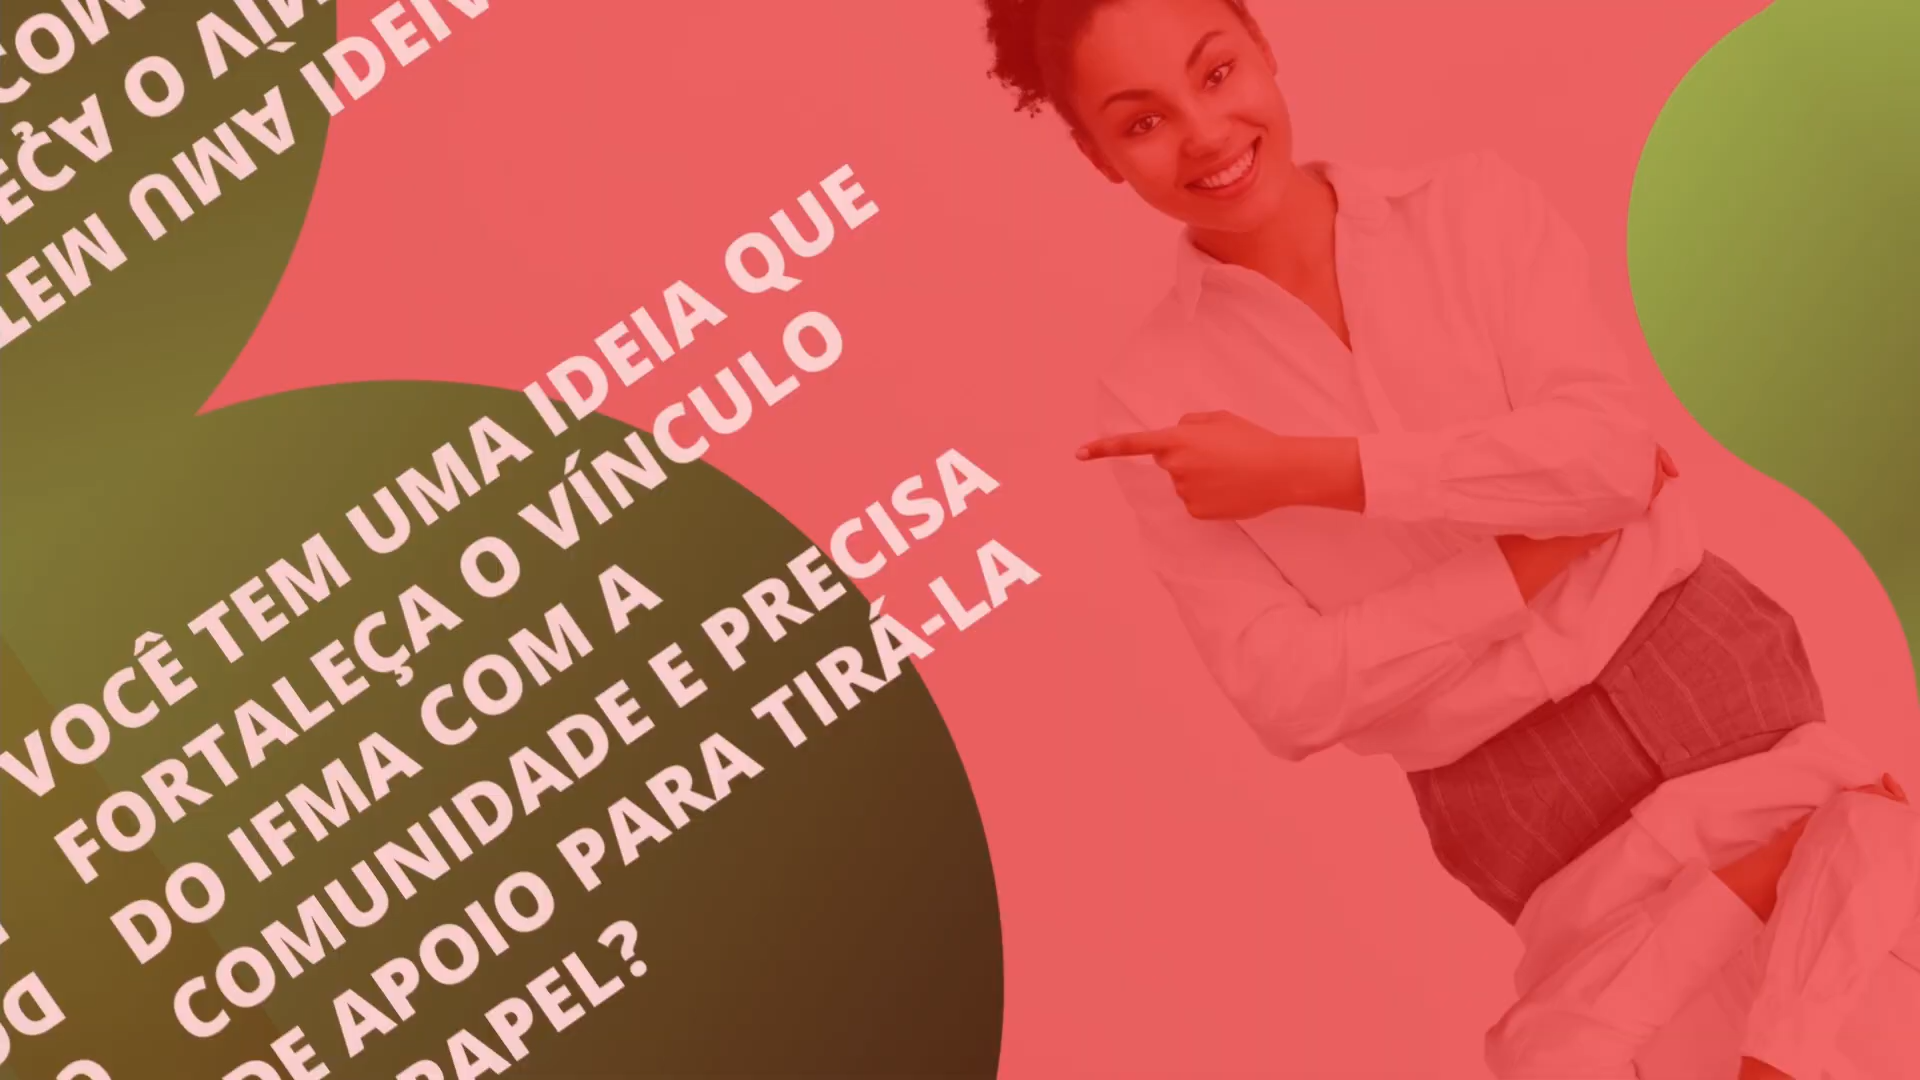 VOCÊ TEM UMA IDEIA QUE
FORTALEÇA O VÍNCULO
DO IFMA COM A
COMUNIDADE E PRECISA
DE APOIO PARA TIRÁ-LA
PAPEL?